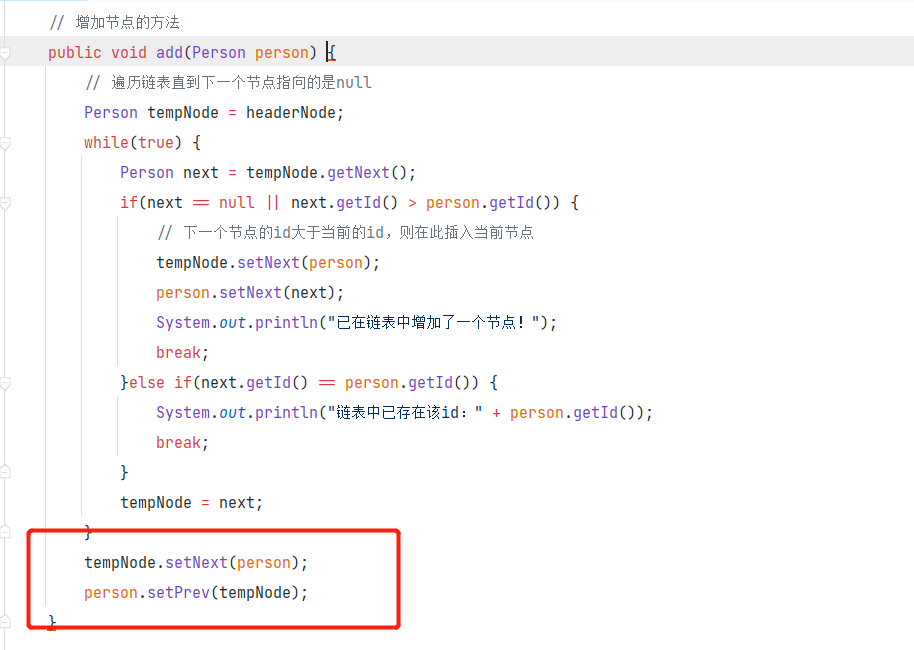 // 增加节点的方法
public void add(Person person) {
// 遍历链表直到下一个节点指向的是null
Person tempNode = headerNode;
while(true) {
Person next = tempNode.getNext();
if(next == null || next.getId() > person.getId()) {
// 下一个节点的id大于当前的id，则在此插入当前节点
tempNode.setNext(person);
person.setNext(next);
System.out.println("已在链表中增加了一个节点！");
break;
}else if(next.getId() == person.getId()) {
System.out.println("链表中已存在该id：" + person.getId());
break;
}
tempNode = next;
}
tempNode.setNext(person);
person.setPrev(tempNode);
}